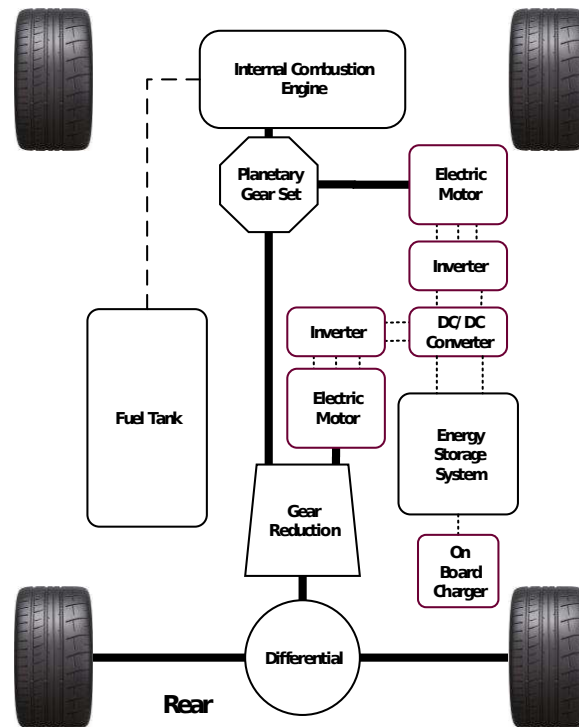 Internal Combustion
Engine
Planetary
Gear Set
Electric
Motor
Inverter
DC/DC
Converter
Inverter
Electric
Motor
Fuel Tank
Energy
Storage
System
Gear
Reduction
On
Board
Charger
Differential
Rear